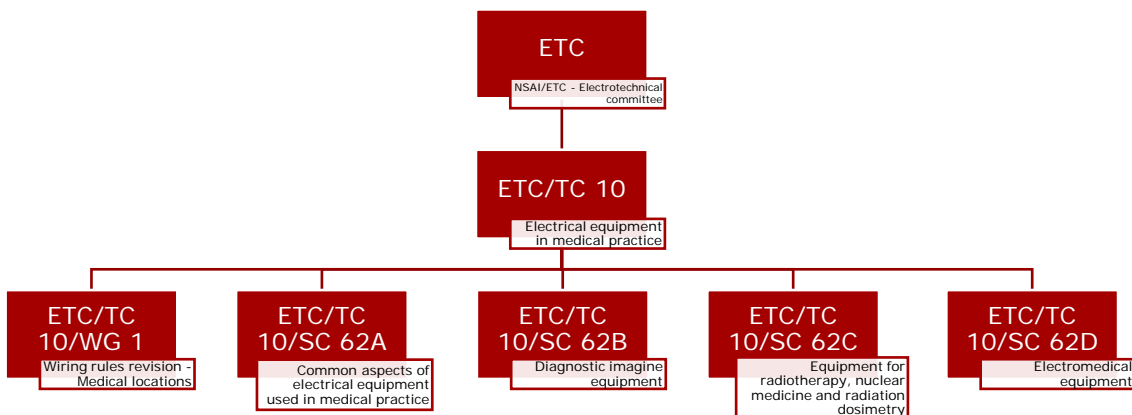 ETC
NSAI/ETC - Electrotechnical
committee
ETC/TC 10
Electrical equipment
in medical practice
ETC/TC
10/WG 1
Wiring rules revision -
Medical locations
ETC/TC
10/SC 62A
Common aspects of
electrical equipment
used in medical practice
ETC/TC
10/SC 62B
Diagnostic imagine
equipment
ETC/TC
10/SC 62C
Equipment for
radiotherapy, nuclear
medicine and radiation
dosimetry
ETC/TC
10/SC 62D
Electromedical
equipment